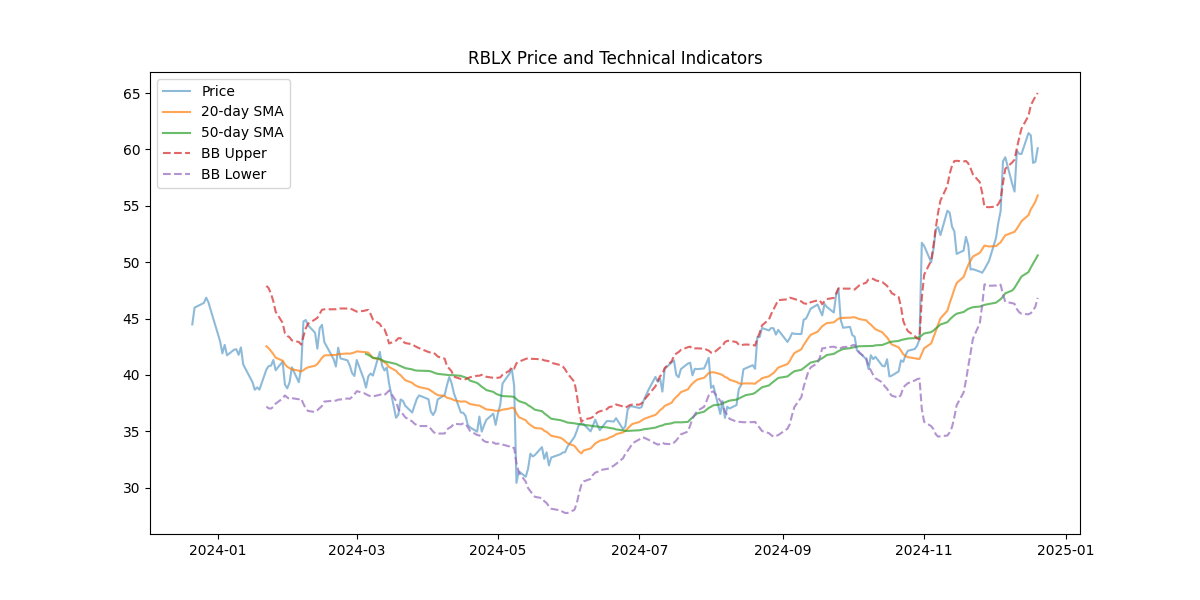 RBLX Price and Technical Indicators
Price
20-day SMA
50-day SMA
BB Upper
BB Lower
65
60
55
50
45
40
35
30
2024-01
2024-03
2024-05
2024-07
2024-09
2024-11
2025-01